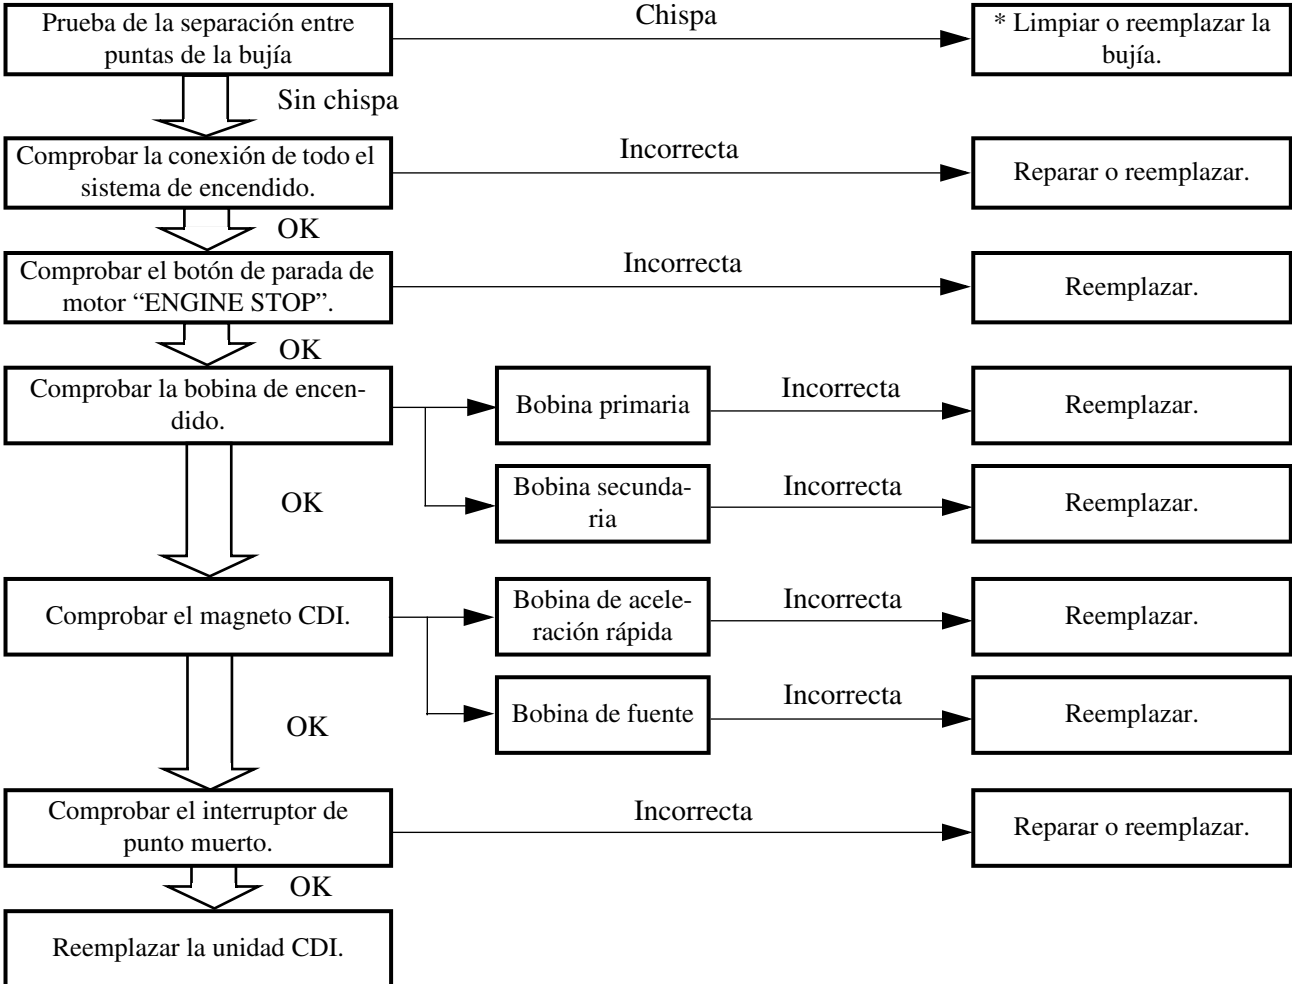 Prueba de la separación entre
puntas de la bujía
Chispa
* Limpiar o reemplazar la
bujía.
Sin chispa
Comprobar la conexión de todo el
sistema de encendido.
Incorrecta
Reparar o reemplazar.
OK
Comprobar el botón de parada de
motor “ENGINE STOP”.
Incorrecta
Reemplazar.
OK
Comprobar la bobina de encen-
dido.
Bobina primaria
Incorrecta
Reemplazar.
Bobina secunda-
ria
Incorrecta
Reemplazar.
OK
Comprobar el magneto CDI.
Bobina de acele-
ración rápida
Incorrecta
Reemplazar.
Bobina de fuente
Incorrecta
Reemplazar.
OK
Comprobar el interruptor de
punto muerto.
Incorrecta
Reparar o reemplazar.
OK
Reemplazar la unidad CDI.